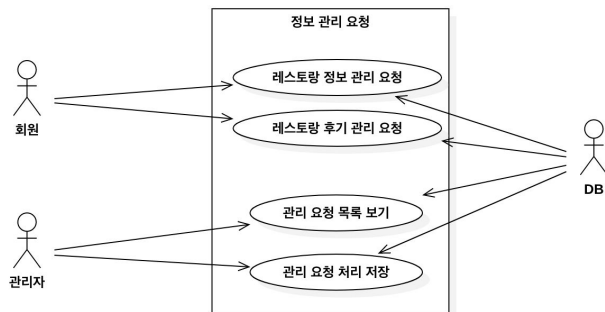 정보 관리 요청
레스토랑 정보 관리 요청
회원
레스토랑 후기 관리 요청
DB
관리 요청 목록 보기
관리자
관리 요청 처리 저장